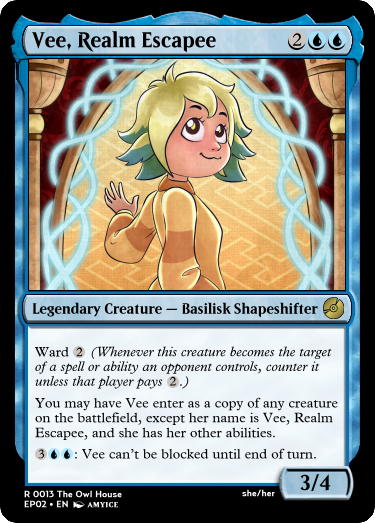 Vee, Realm Escapee 2
Legendary Creature — Basilisk Shapeshifter
Ward 2 (Whenever this creature becomes the target
of a spell or ability an opponent controls, counter it
unless that player pays 2.)
You may have Vee enter as a copy of any creature
on the battlefield, except her name is Vee, Realm
Escapee, and she has her other abilities.
3: Vee can't be blocked until end of turn.
3/4
R 0013 The Owl House she/her
EP02 • EN AMYICE